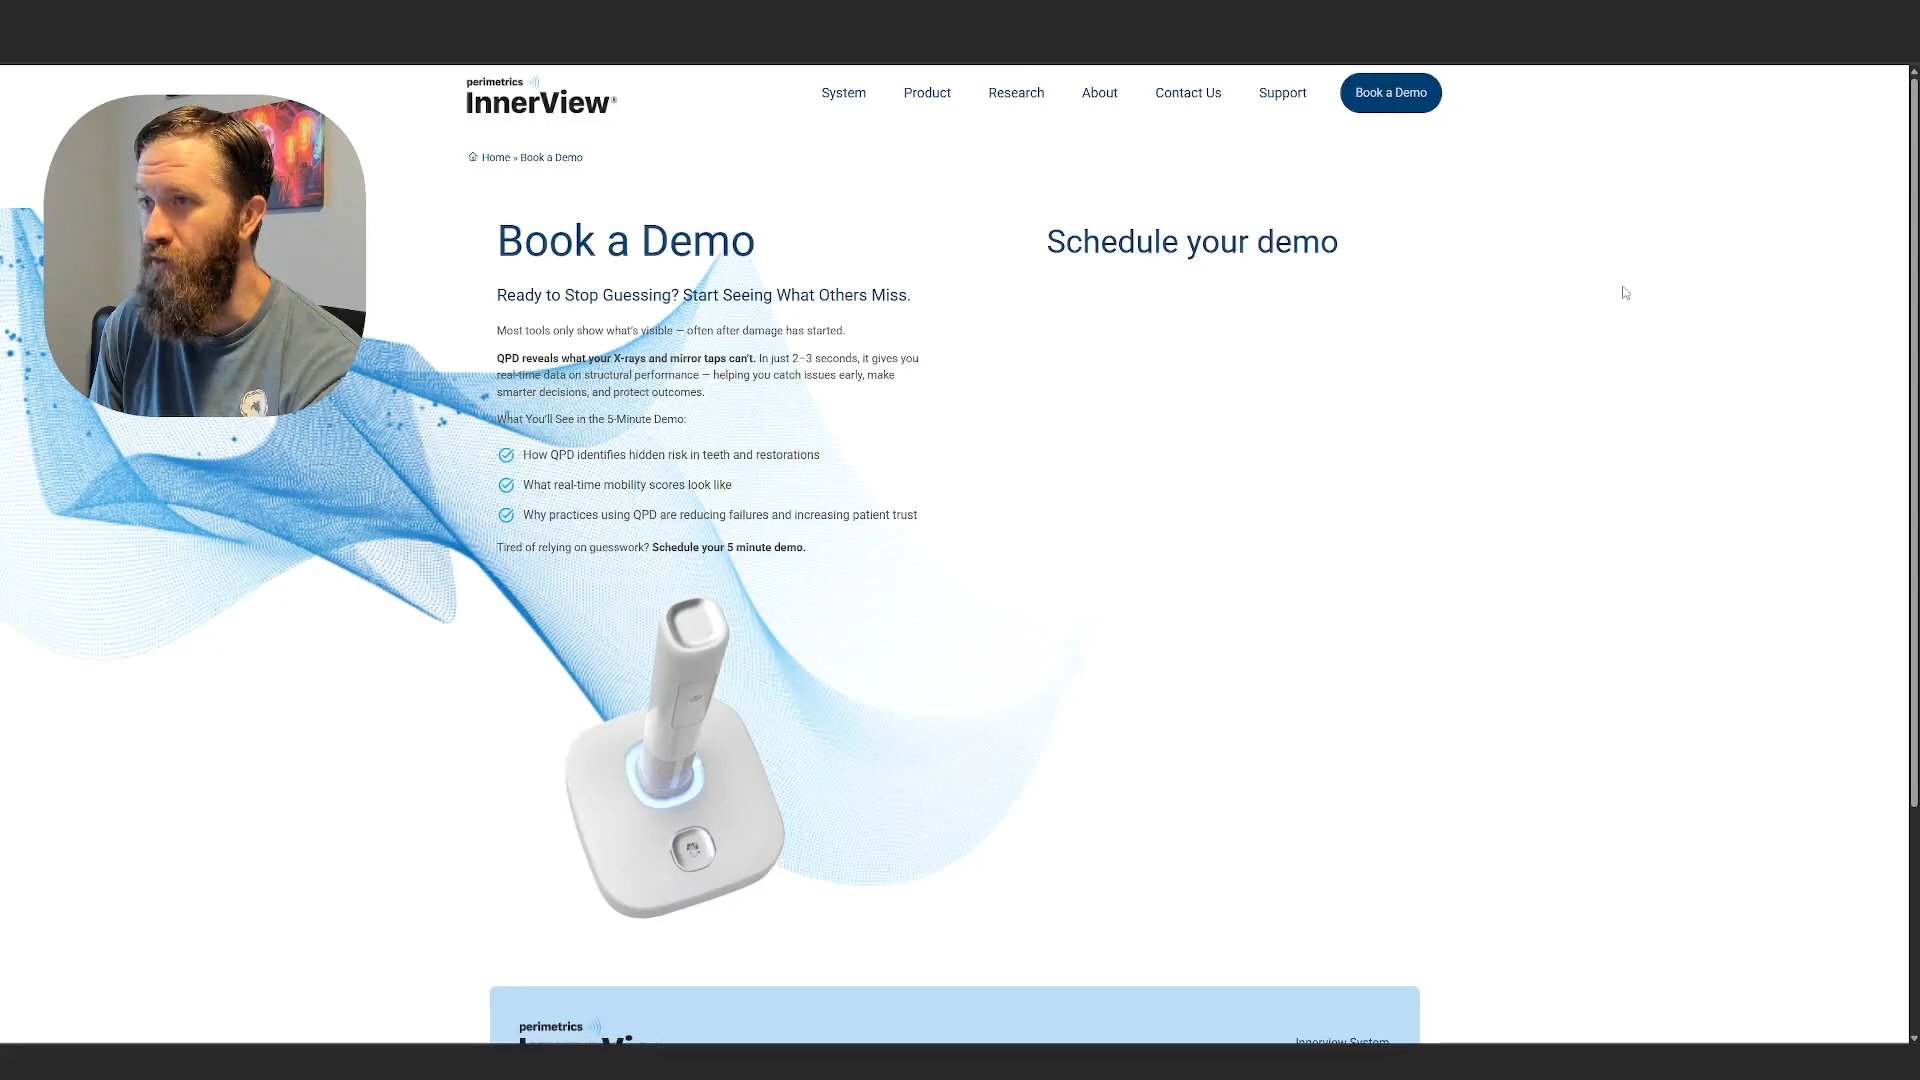 perimetrics
InnerView®
System
Product
Research
About
Contact Us
Support
Book a Demo
Home » Book a Demo
Book a Demo
Ready to Stop Guessing? Start Seeing What Others Miss.
Most tools only show what's visible — often after damage has started.
QPD reveals what your X-rays and mirror taps can't. In just 2–3 seconds, it gives you
real-time data on structural performance — helping you catch issues early, make
smarter decisions, and protect outcomes.
What You'll See in the 5-Minute Demo:
How QPD identifies hidden risk in teeth and restorations
What real-time mobility scores look like
Why practices using QPD are reducing failures and increasing patient trust
Tired of relying on guesswork? Schedule your 5 minute demo.
Schedule your demo
perimetrics
Innerview System